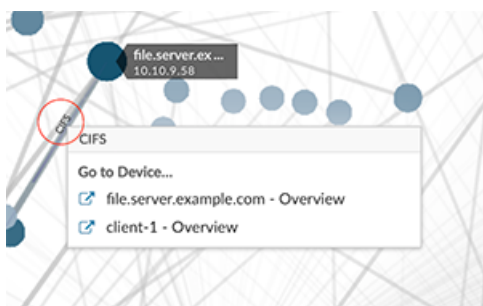 file.server.ex ...
10.10.9.58
CIFS
CIFS
Go to Device...
file.server.example.com - Overview
client-1 - Overview